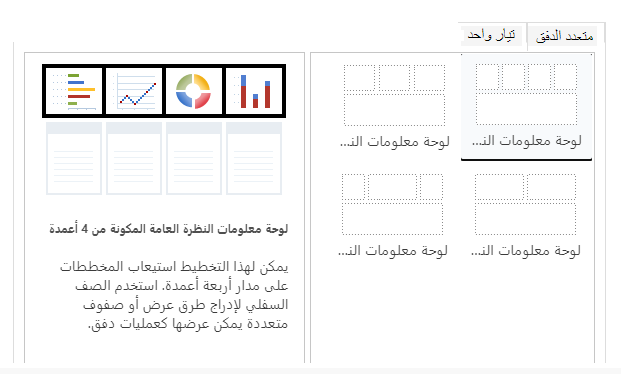 متعدد الدفق
تيار واحد
لوحة معلومات الن...
لوحة معلومات الن...
لوحة معلومات الن...
لوحة معلومات الن...
لوحة معلومات النظرة العامة المكونة من 4 أعمدة
يمكن لهذا التخطيط استيعاب المخططات
على مدار أربعة أعمدة. استخدم الصف
السفلي لإدراج طرق عرض أو صفوف
متعددة يمكن عرضها كعمليات دفق.